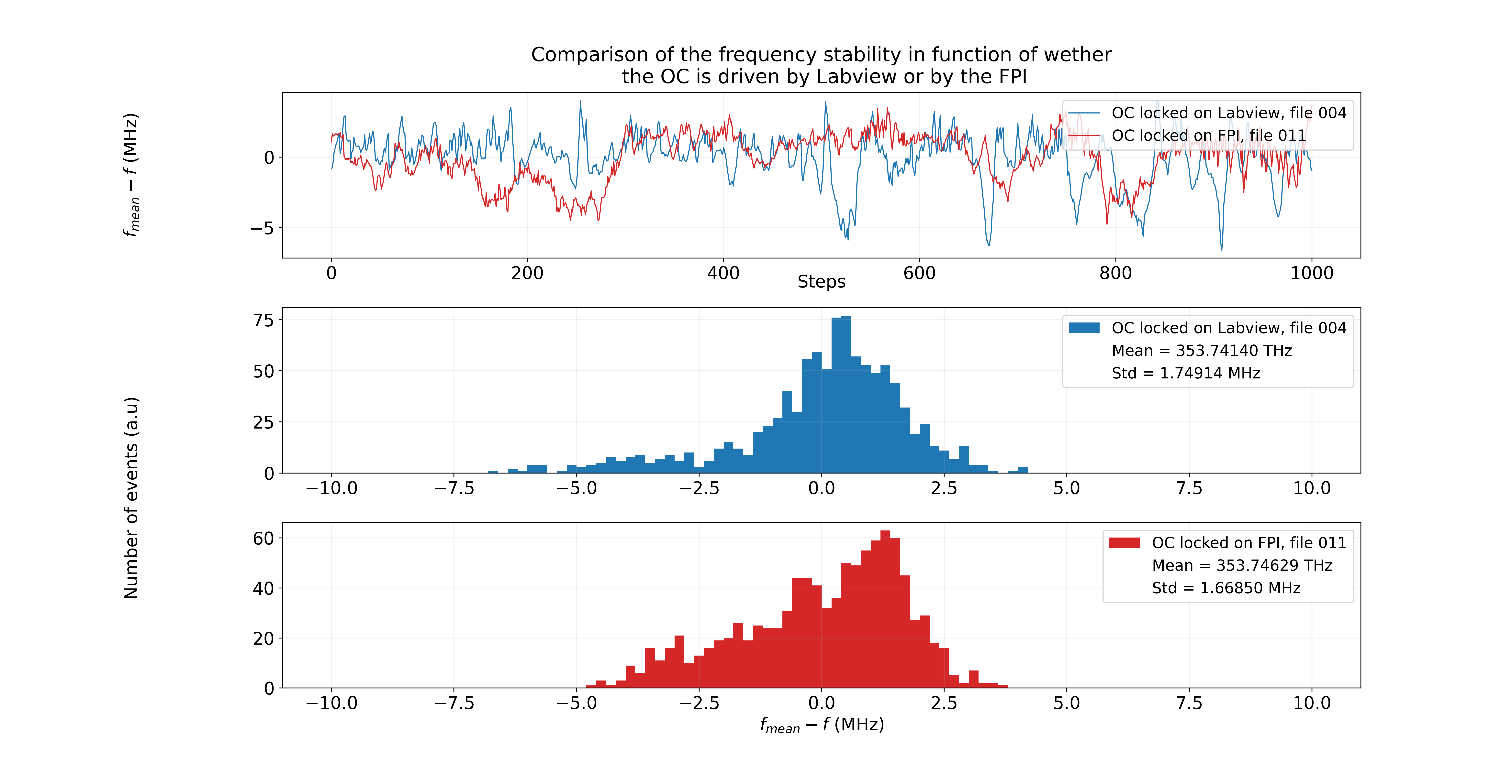 Comparison of the frequency stability in function of wether
the OC is driven by Labview or by the FPI
f_mean − f (MHz)
0
−5
OC locked on Labview, file 004
OC locked on FPI, file 011
0 200 400 600 800 1000
Steps
Number of events (a.u)
75
50
25
0
OC locked on Labview, file 004
Mean = 353.74140 THz
Std = 1.74914 MHz
−10.0 −7.5 −5.0 −2.5 0.0 2.5 5.0 7.5 10.0
60
40
20
0
OC locked on FPI, file 011
Mean = 353.74629 THz
Std = 1.66850 MHz
−10.0 −7.5 −5.0 −2.5 0.0 2.5 5.0 7.5 10.0
f_mean − f (MHz)